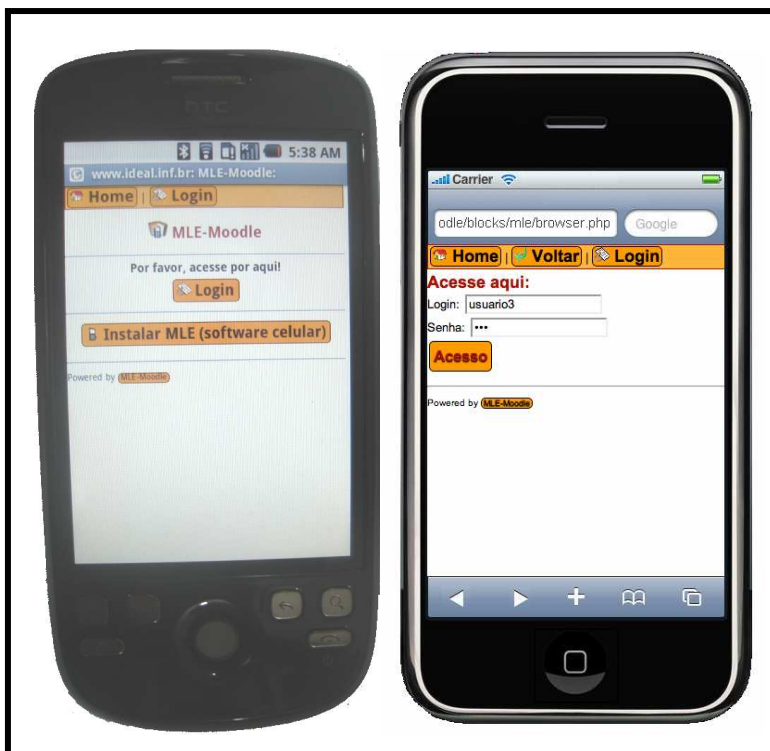 hTC
5:38 AM
www.ideal.inf.br: MLE-Moodle:
Home | Login
MLE-Moodle
Por favor, acesse por aqui!
Login
Instalar MLE (software celular)
Powered by MLE-Moodle
Carrier
odle/blocks/mle/browser.php Google
Home | Voltar | Login
Acesse aqui:
Login: usuario3
Senha: •••
Acesso
Powered by MLE-Moodle